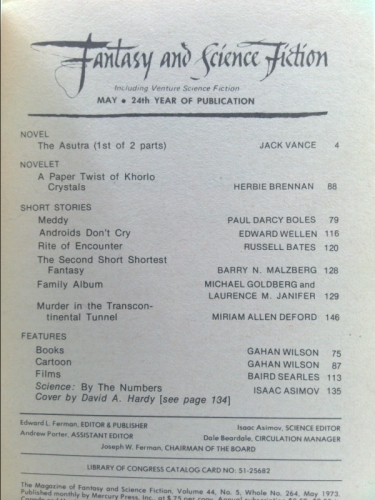 Fantasy and Science Fiction
Including Venture Science Fiction
MAY • 24th YEAR OF PUBLICATION
NOVEL
The Asutra (1st of 2 parts) JACK VANCE 4
NOVELET
A Paper Twist of Khorlo
Crystals HERBIE BRENNAN 88
SHORT STORIES
Meddy PAUL DARCY BOLES 79
Androids Don't Cry EDWARD WELLEN 116
Rite of Encounter RUSSELL BATES 120
The Second Short Shortest
Fantasy BARRY N. MALZBERG 128
Family Album MICHAEL GOLDBERG and
LAURENCE M. JANIFER 129
Murder in the Transcon-
tinental Tunnel MIRIAM ALLEN DEFORD 146
FEATURES
Books GAHAN WILSON 75
Cartoon GAHAN WILSON 87
Films BAIRD SEARLES 113
Science: By The Numbers ISAAC ASIMOV 135
Cover by David A. Hardy [see page 134]
Edward L. Ferman, EDITOR & PUBLISHER Isaac Asimov, SCIENCE EDITOR
Andrew Porter, ASSISTANT EDITOR Dale Beardale, CIRCULATION MANAGER
Joseph W. Ferman, CHAIRMAN OF THE BOARD
LIBRARY OF CONGRESS CATALOG CARD NO: 51-25682
The Magazine of Fantasy and Science Fiction, Volume 44, No. 5, Whole No. 264, May 1973.
Published monthly by Mercury Press, Inc. at $.75 per copy.